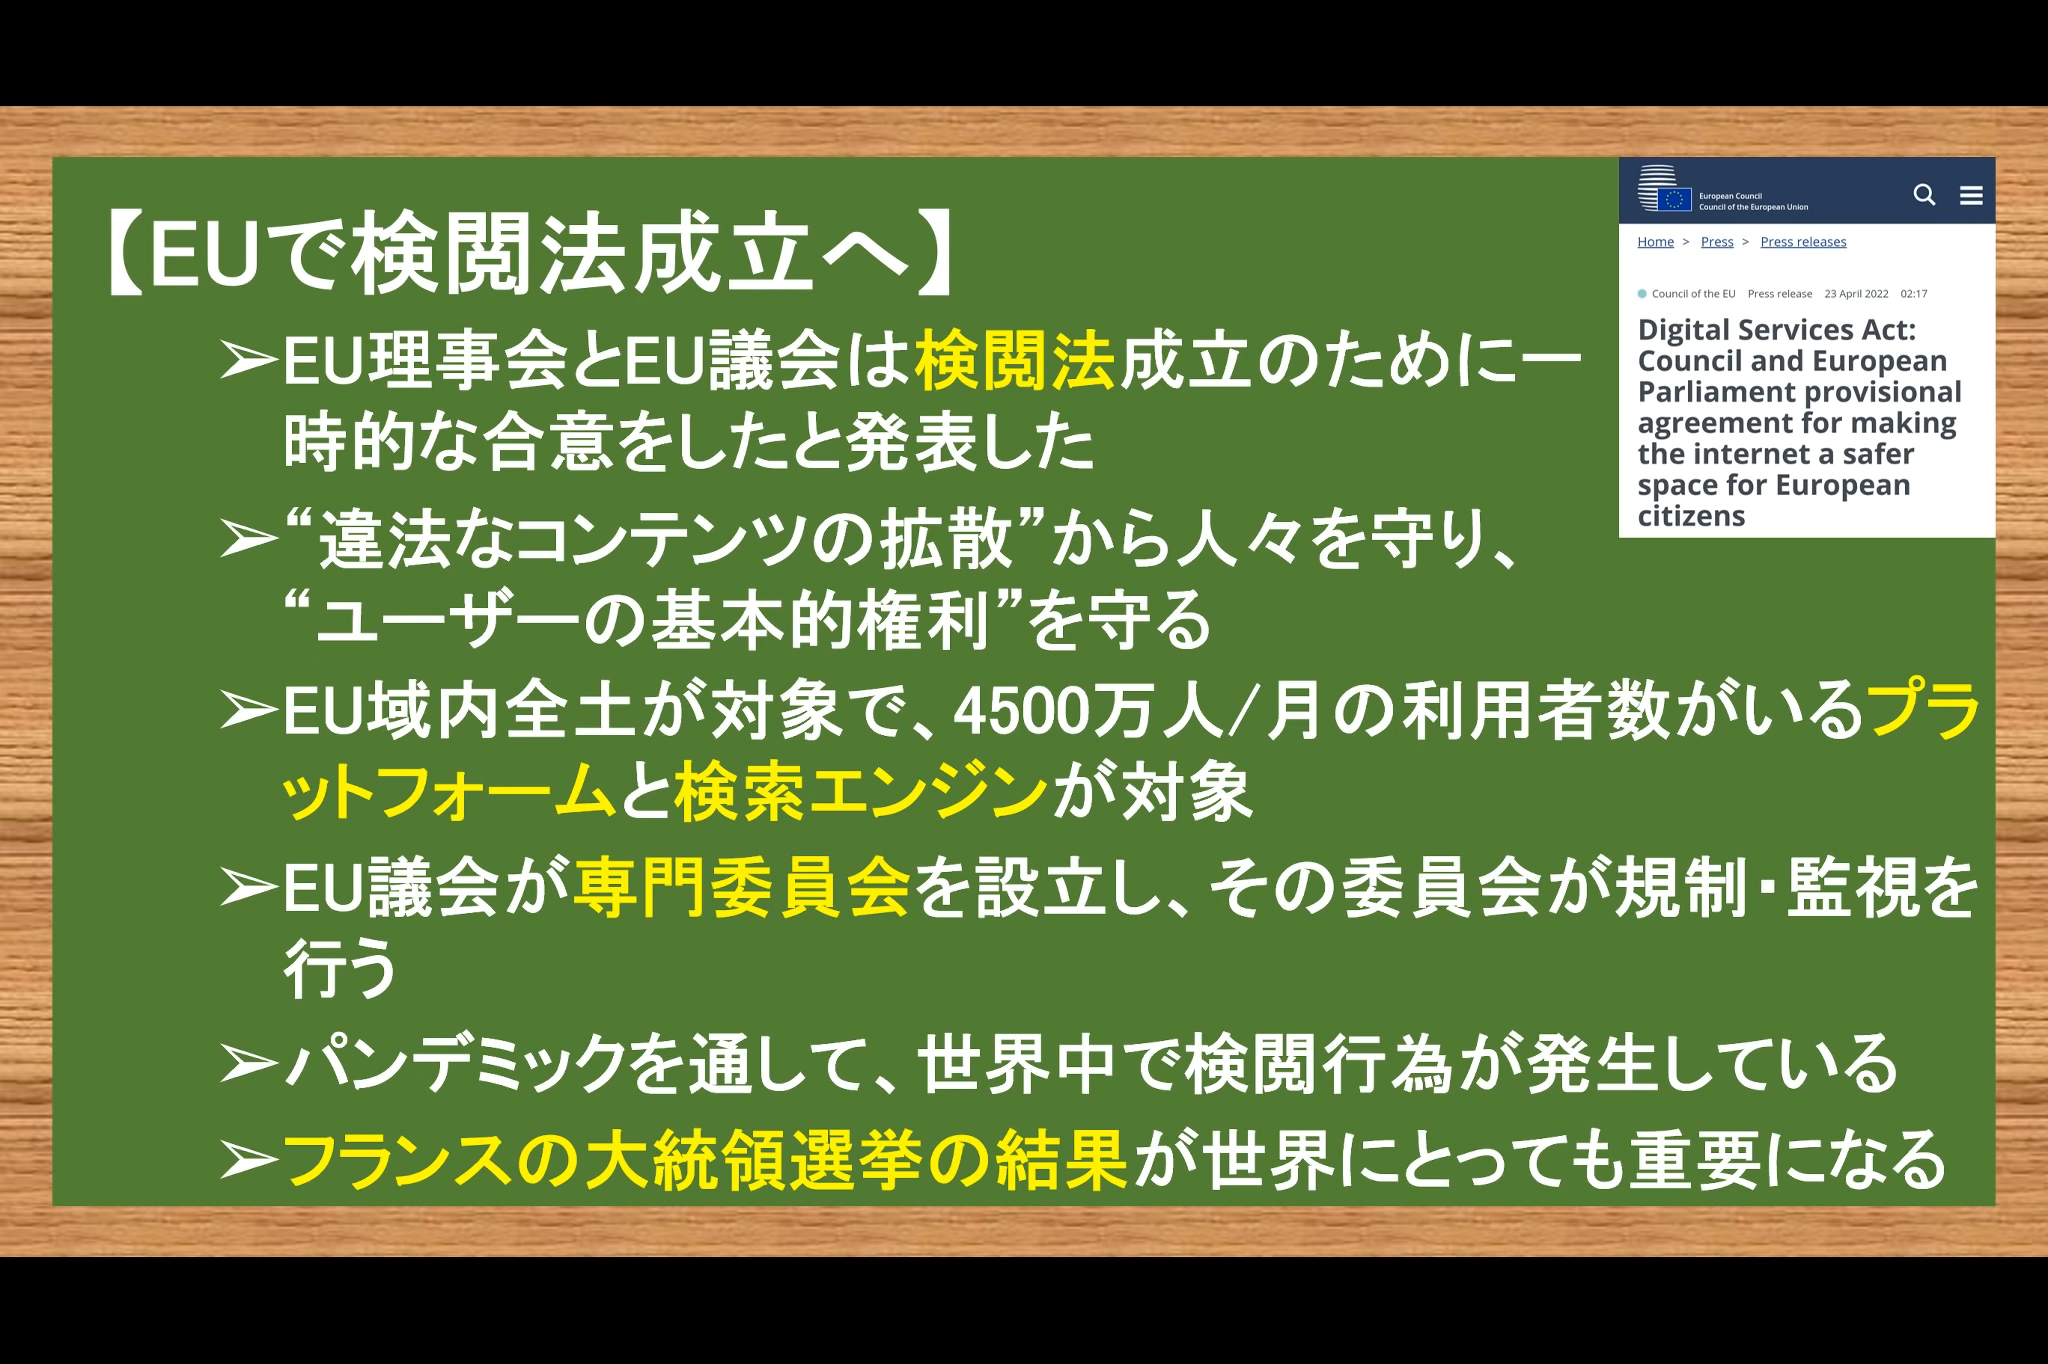 【EUで検閲法成立へ】
➢EU理事会とEU議会は検閲法成立のために一
時的な合意をしたと発表した
➢“違法なコンテンツの拡散”から人々を守り、
“ユーザーの基本的権利”を守る
➢EU域内全土が対象で、4500万人/月の利用者数がいるプラ
ットフォームと検索エンジンが対象
➢EU議会が専門委員会を設立し、その委員会が規制・監視を
行う
➢パンデミックを通して、世界中で検閲行為が発生している
➢フランスの大統領選挙の結果が世界にとっても重要になる
European Council
Council of the European Union
Home > Press > Press releases
Council of the EU Press release 23 April 2022 02:17
Digital Services Act:
Council and European
Parliament provisional
agreement for making
the internet a safer
space for European
citizens